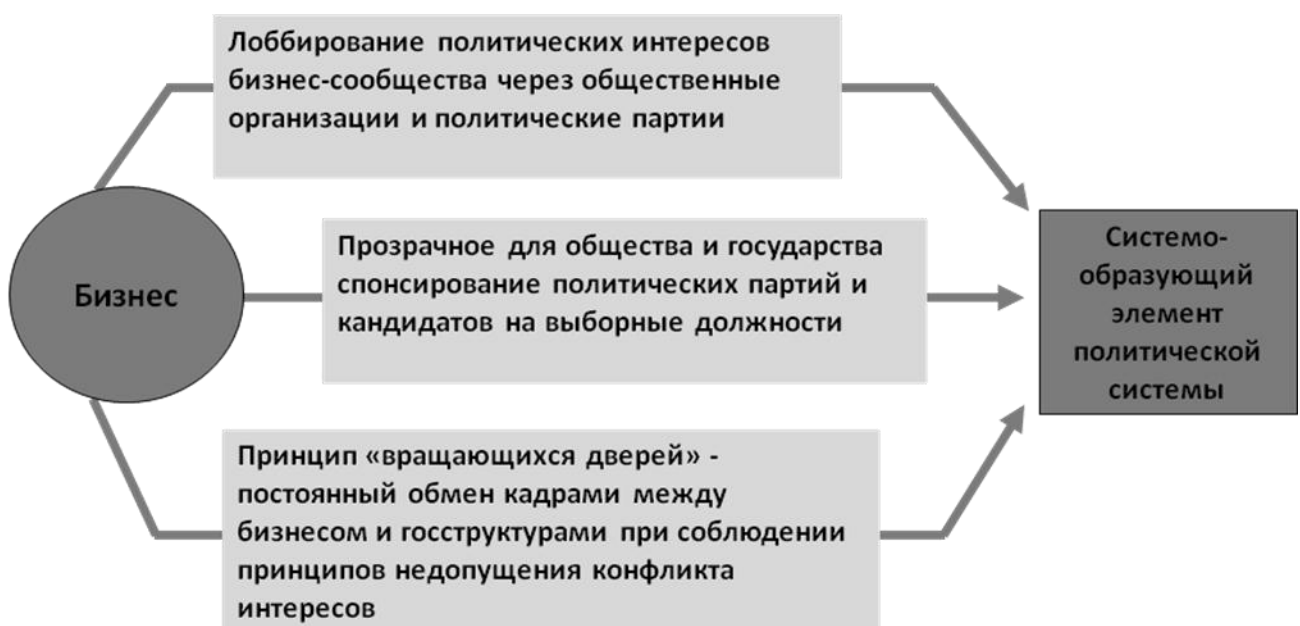 Лоббирование политических интересов
бизнес-сообщества через общественные
организации и политические партии
Бизнес
Прозрачное для общества и государства
спонсирование политических партий и
кандидатов на выборные должности
Системо-
образующий
элемент
политической
системы
Принцип «вращающихся дверей» -
постоянный обмен кадрами между
бизнесом и госструктурами при соблюдении
принципов недопущения конфликта
интересов